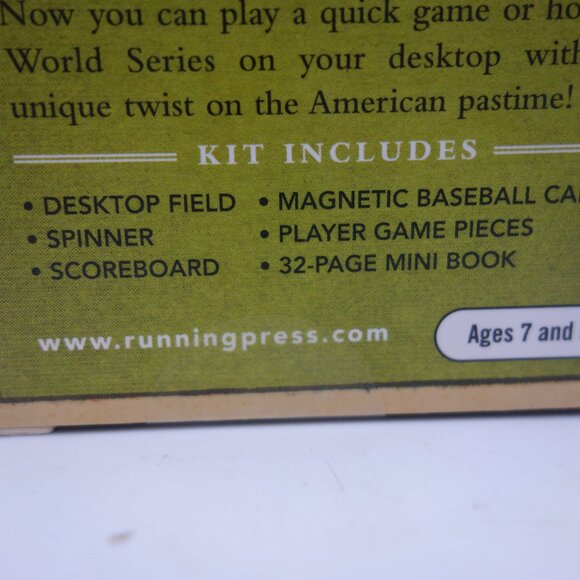 Now you can play a quick game or
World Series on your desktop
unique twist on the American pastime!
KIT INCLUDES
• DESKTOP FIELD • MAGNETIC BASEBALL
• SPINNER • PLAYER GAME PIECES
• SCOREBOARD • 32-PAGE MINI BOOK
www.runningpress.com
Ages 7 and